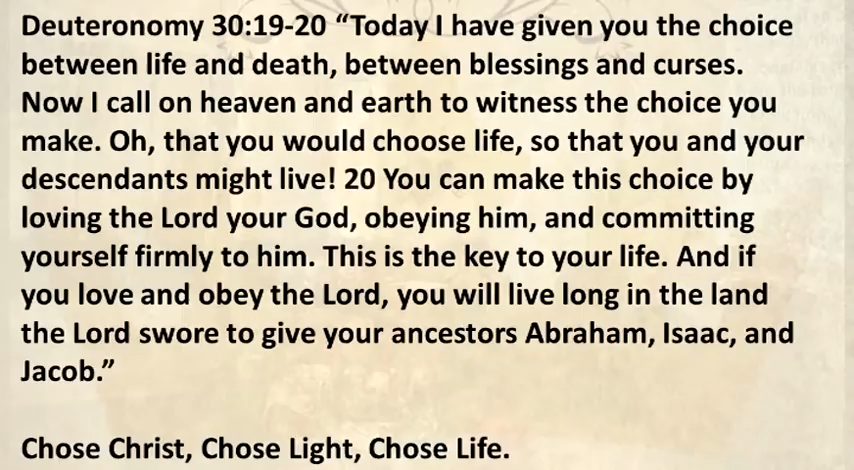 Deuteronomy 30:19-20 “Today I have given you the choice
between life and death, between blessings and curses.
Now I call on heaven and earth to witness the choice you
make. Oh, that you would choose life, so that you and your
descendants might live! 20 You can make this choice by
loving the Lord your God, obeying him, and committing
yourself firmly to him. This is the key to your life. And if
you love and obey the Lord, you will live long in the land
the Lord swore to give your ancestors Abraham, Isaac, and
Jacob.”
Chose Christ, Chose Light, Chose Life.